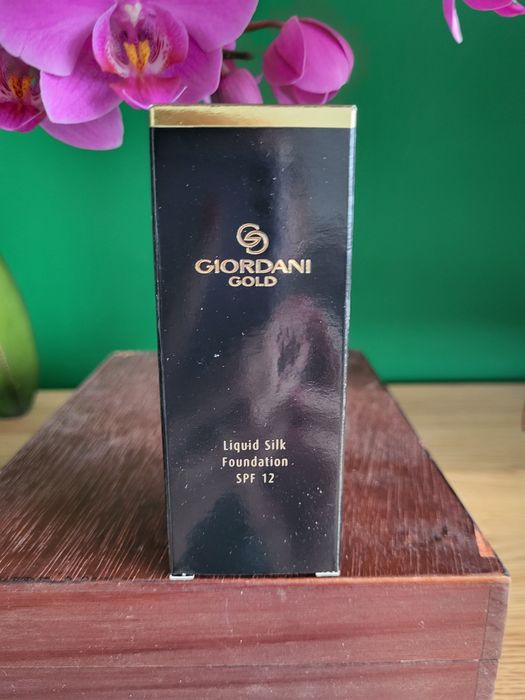 GIORDANI
GOLD
Liquid Silk
Foundation
SPF 12